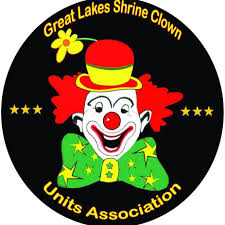 Great Lakes Shrine Clown
Units Association